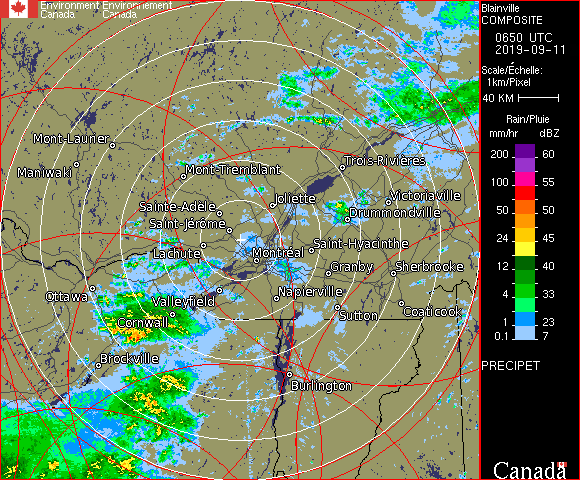 Environment Environnement
Canada Canada
Blainville
COMPOSITE
0650 UTC
2019-09-11
Scale/Échelle:
1km/Pixel
40 KM
Rain/Pluie
mm/hr dBZ
200 60
150 57
100 55
50 50
24 45
12 40
4 33
1 23
0.1 7
PRECIPET
Canada
Mont-Laurier
Maniwaki
Mont-Tremblant
Trois-Rivières
Joliette
Victoriaville
Sainte-Adèle
Drummondville
Saint-Jérôme
Lachute
Montréal
Saint-Hyacinthe
Granby
Sherbrooke
Ottawa
Valleyfield
Napierville
Cornwall
Sutton
Coaticook
Brockville
Burlington